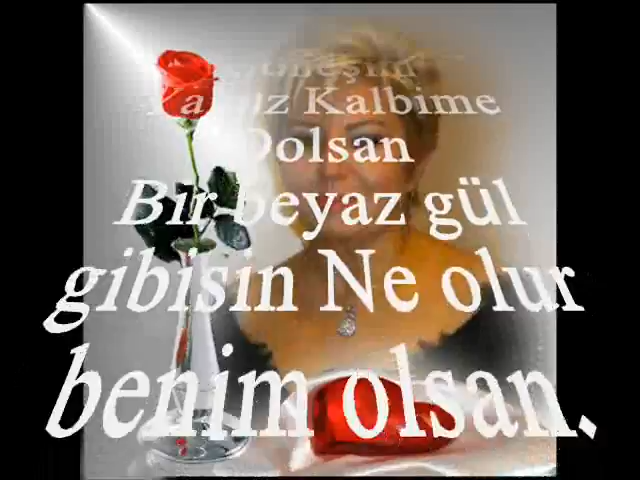 Kalbime
Dolsan
Bir beyaz gül
gibisin Ne olur
benim olsan.